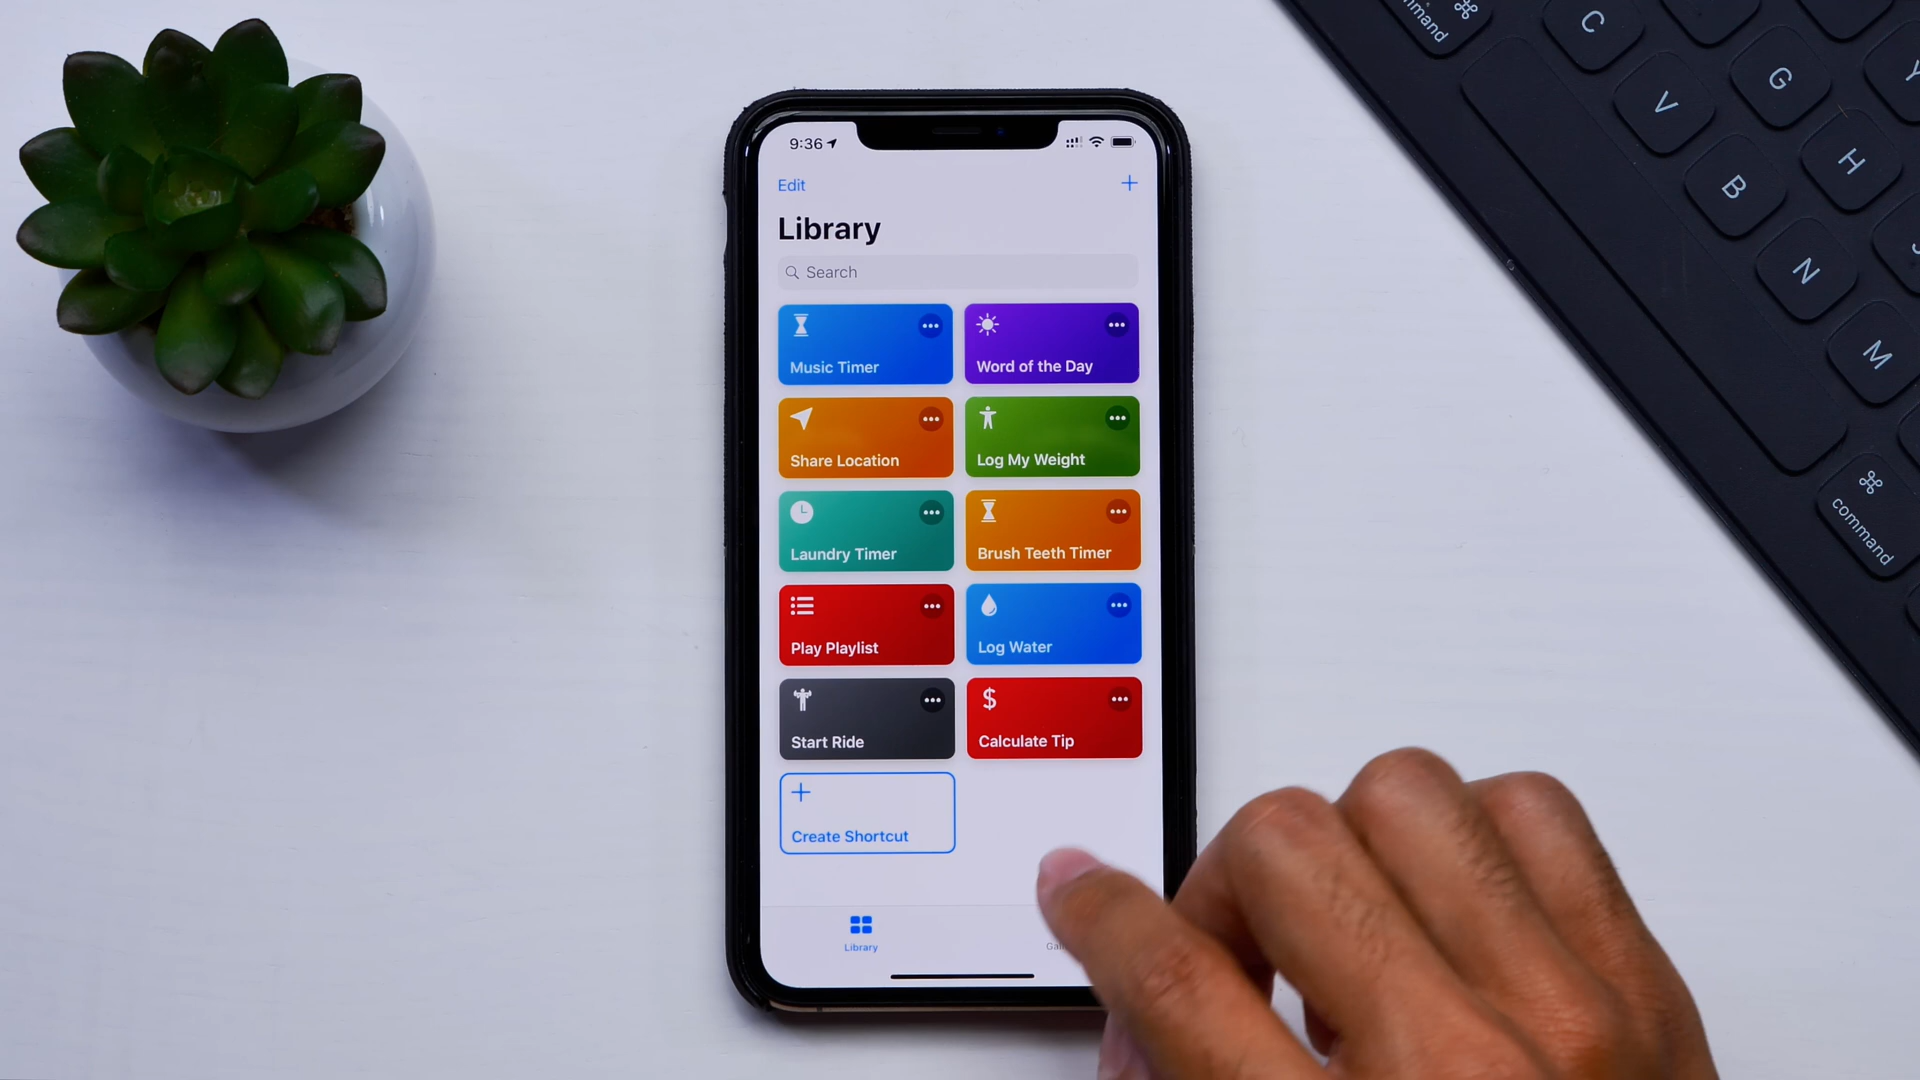 9:36
Edit
Library
Search
Music Timer
Word of the Day
Share Location
Log My Weight
Laundry Timer
Brush Teeth Timer
Play Playlist
Log Water
Start Ride
$
Calculate Tip
Create Shortcut
Library
C
G
V
H
B
N
M
command